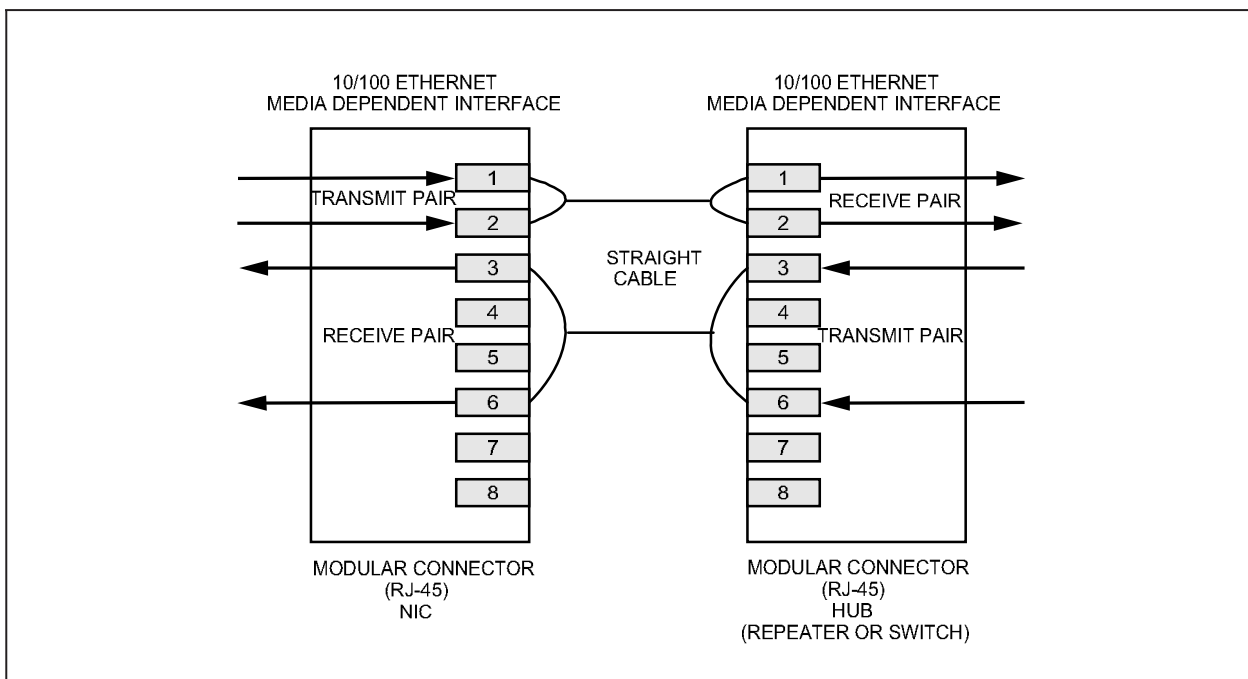 10/100 ETHERNET
MEDIA DEPENDENT INTERFACE
1
TRANSMIT PAIR
2
3
4
RECEIVE PAIR
5
6
7
8
MODULAR CONNECTOR
(RJ-45)
NIC
STRAIGHT
CABLE
10/100 ETHERNET
MEDIA DEPENDENT INTERFACE
1
RECEIVE PAIR
2
3
4
TRANSMIT PAIR
5
6
7
8
MODULAR CONNECTOR
(RJ-45)
HUB
(REPEATER OR SWITCH)